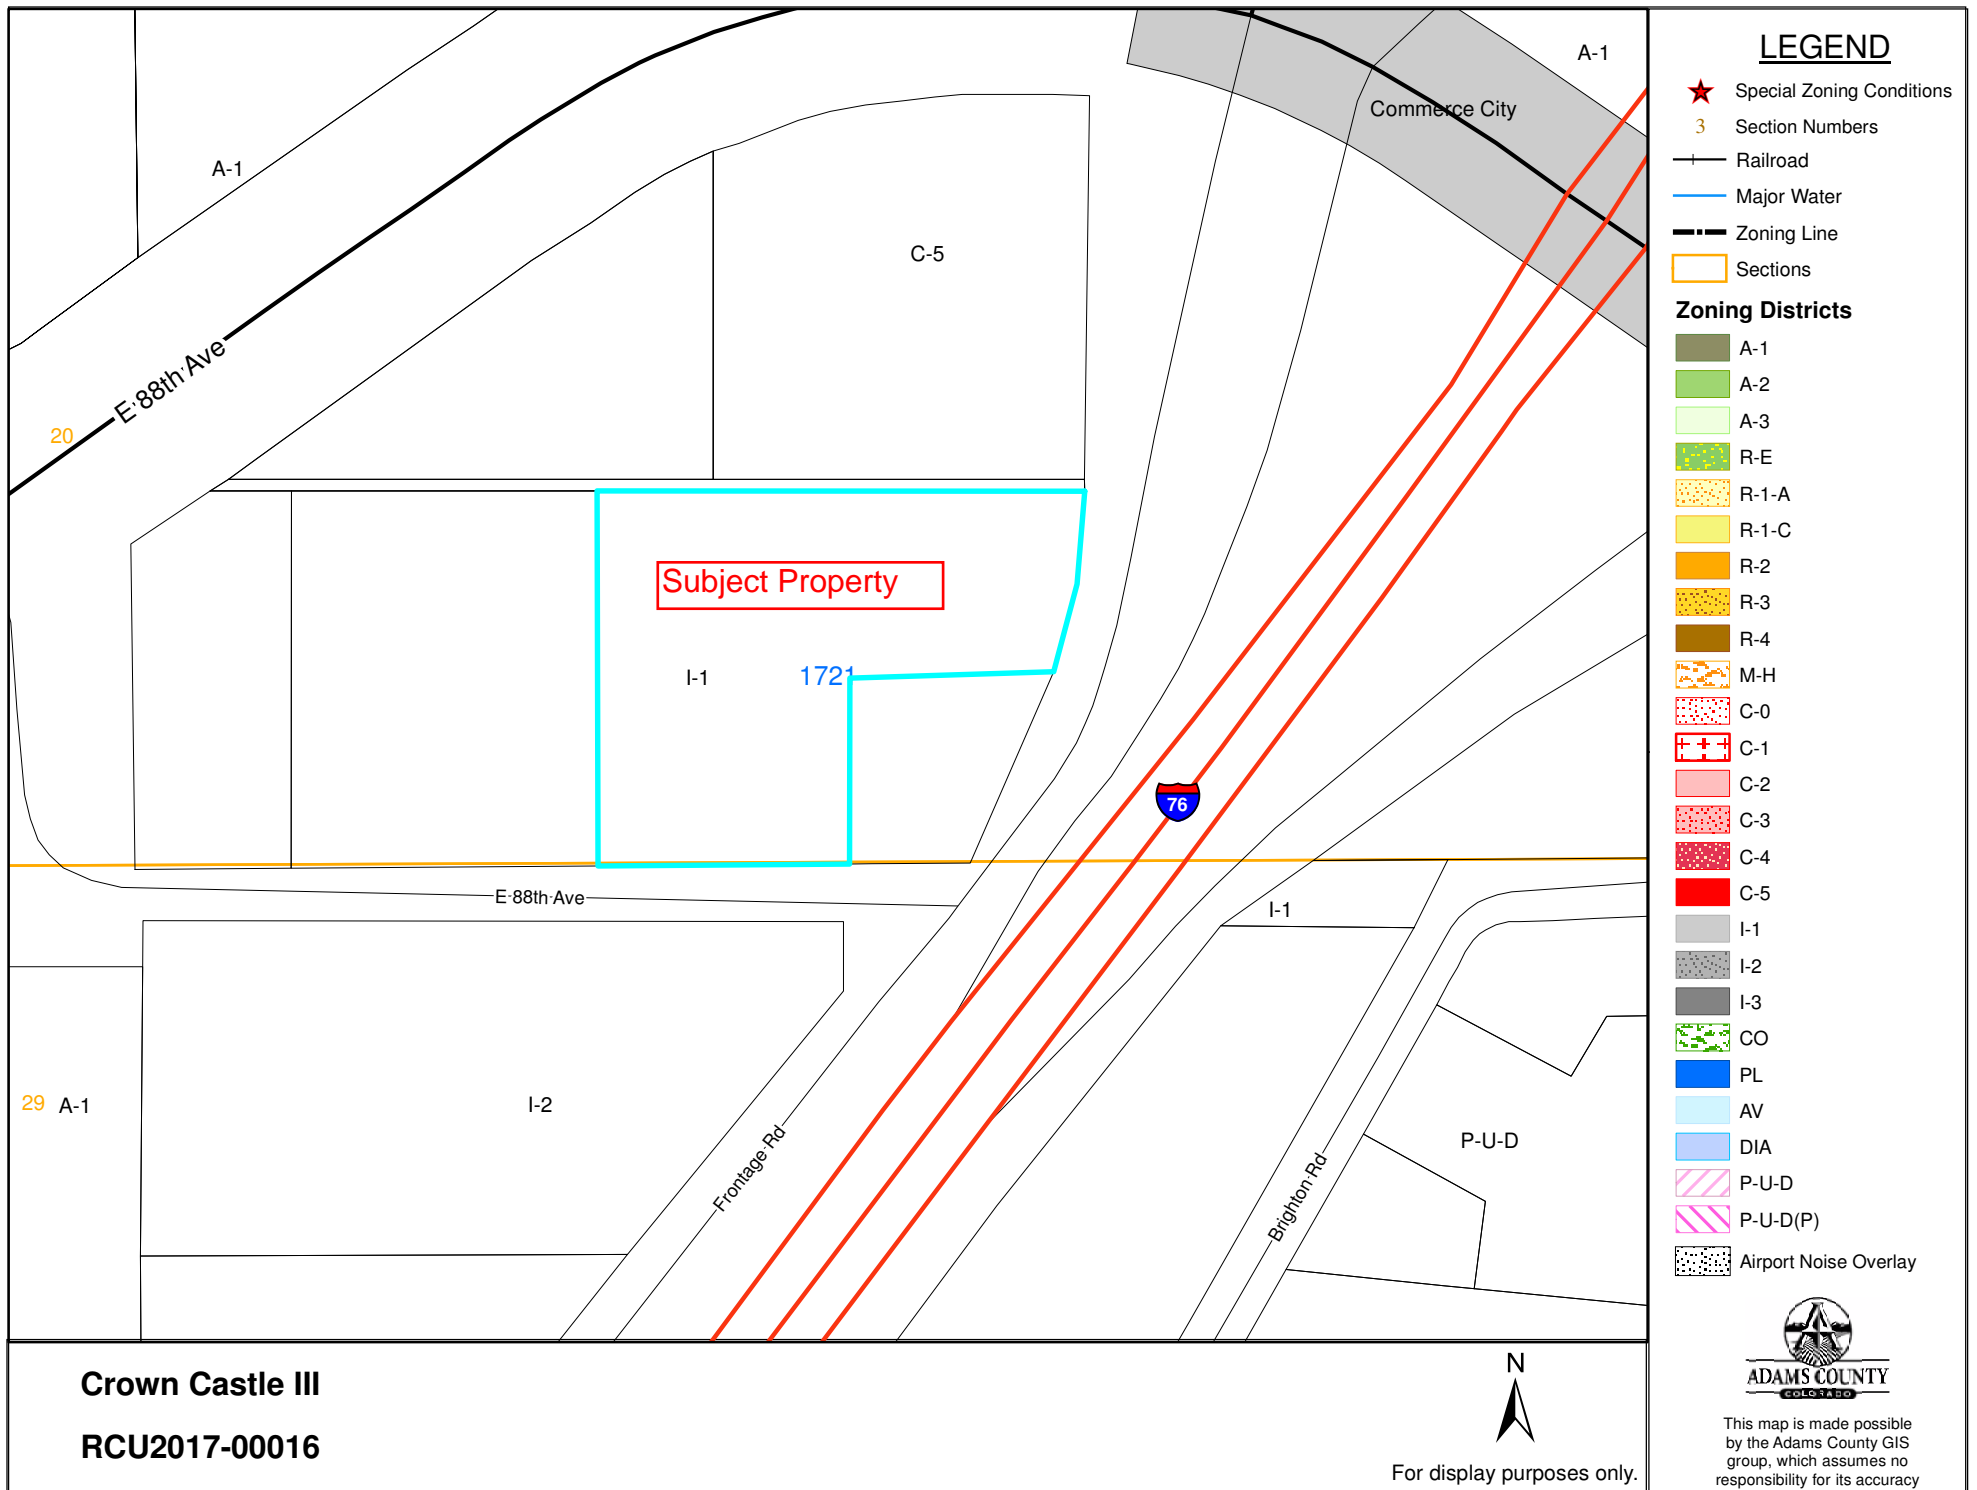 A-1
Commerce City
A-1
C-5
E 88th Ave
20
Subject Property
I-1
1721
76
E 88th Ave
I-1
29
A-1
I-2
P-U-D
Frontage Rd
Brighton Rd
LEGEND
Special Zoning Conditions
3 Section Numbers
Railroad
Major Water
Zoning Line
Sections
Zoning Districts
A-1
A-2
A-3
R-E
R-1-A
R-1-C
R-2
R-3
R-4
M-H
C-0
C-1
C-2
C-3
C-4
C-5
I-1
I-2
I-3
CO
PL
AV
DIA
P-U-D
P-U-D(P)
Airport Noise Overlay
ADAMS COUNTY
COLORADO
This map is made possible
by the Adams County GIS
group, which assumes no
responsibility for its accuracy
Crown Castle III
RCU2017-00016
N
For display purposes only.